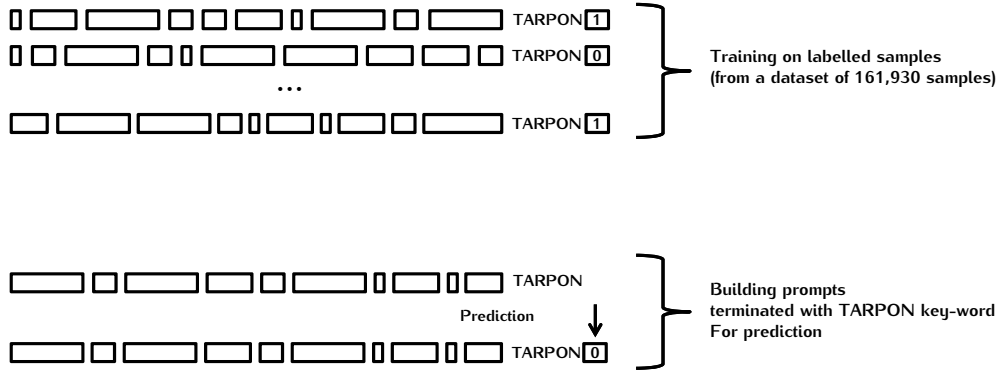 TARPON 1
TARPON 0
Training on labelled samples
(from a dataset of 161,930 samples)
...
TARPON 1
TARPON
Prediction
Building prompts
terminated with TARPON key-word
For prediction
TARPON 0